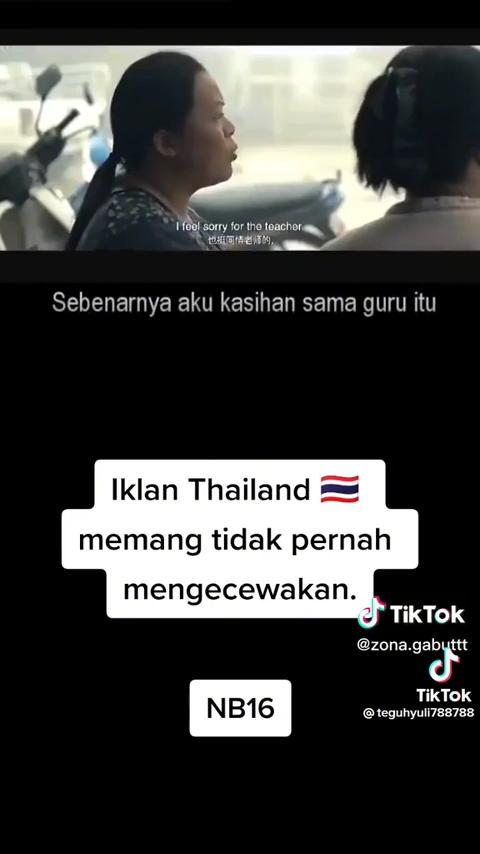 I feel sorry for the teacher
也挺同情老师的,
Sebenarnya aku kasihan sama guru itu
Iklan Thailand 🇹🇭
memang tidak pernah
mengecewakan.
TikTok
@zona.gabuttt
TikTok
@teguhyuli788788
NB16